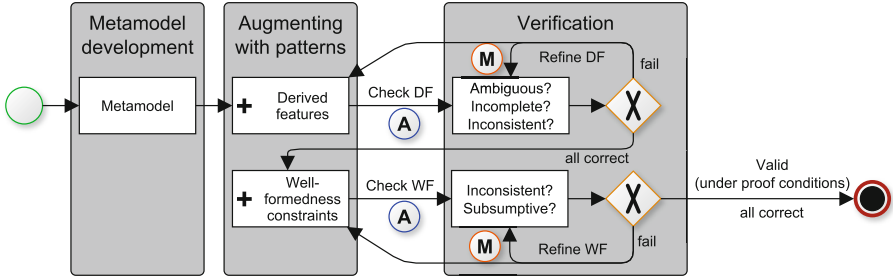 Metamodel
development
Augmenting
with patterns
Verification
Metamodel
+
Derived
features
Check DF
A
M
Refine DF
fail
Ambiguous?
Incomplete?
Inconsistent?
X
all correct
+
Well-
formedness
constraints
Check WF
A
Inconsistent?
Subsumptive?
X
M
Refine WF
fail
Valid
(under proof conditions)
all correct